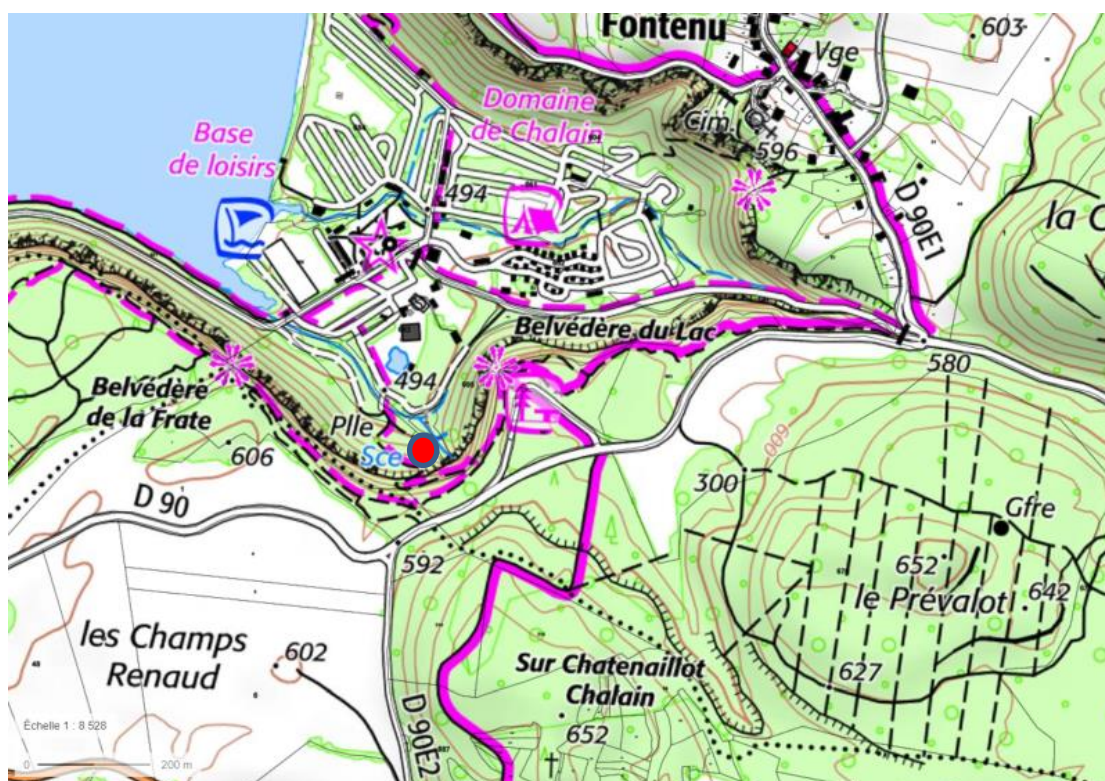 Fontenu
603
Vge
Domaine
de Chalain
Cim.
Base
de loisirs
596
494
D 90E1
la C
Belvédère du Lac
580
Belvédère
de la Frate
494
Plle
Sce
606
600
300
D 90
Gfre
592
652
642
le Prévalot
les Champs
Renaud
602
Sur Chatenaillot
Chalain
627
D 90E2
652
Échelle 1 : 8 528
0 200 m